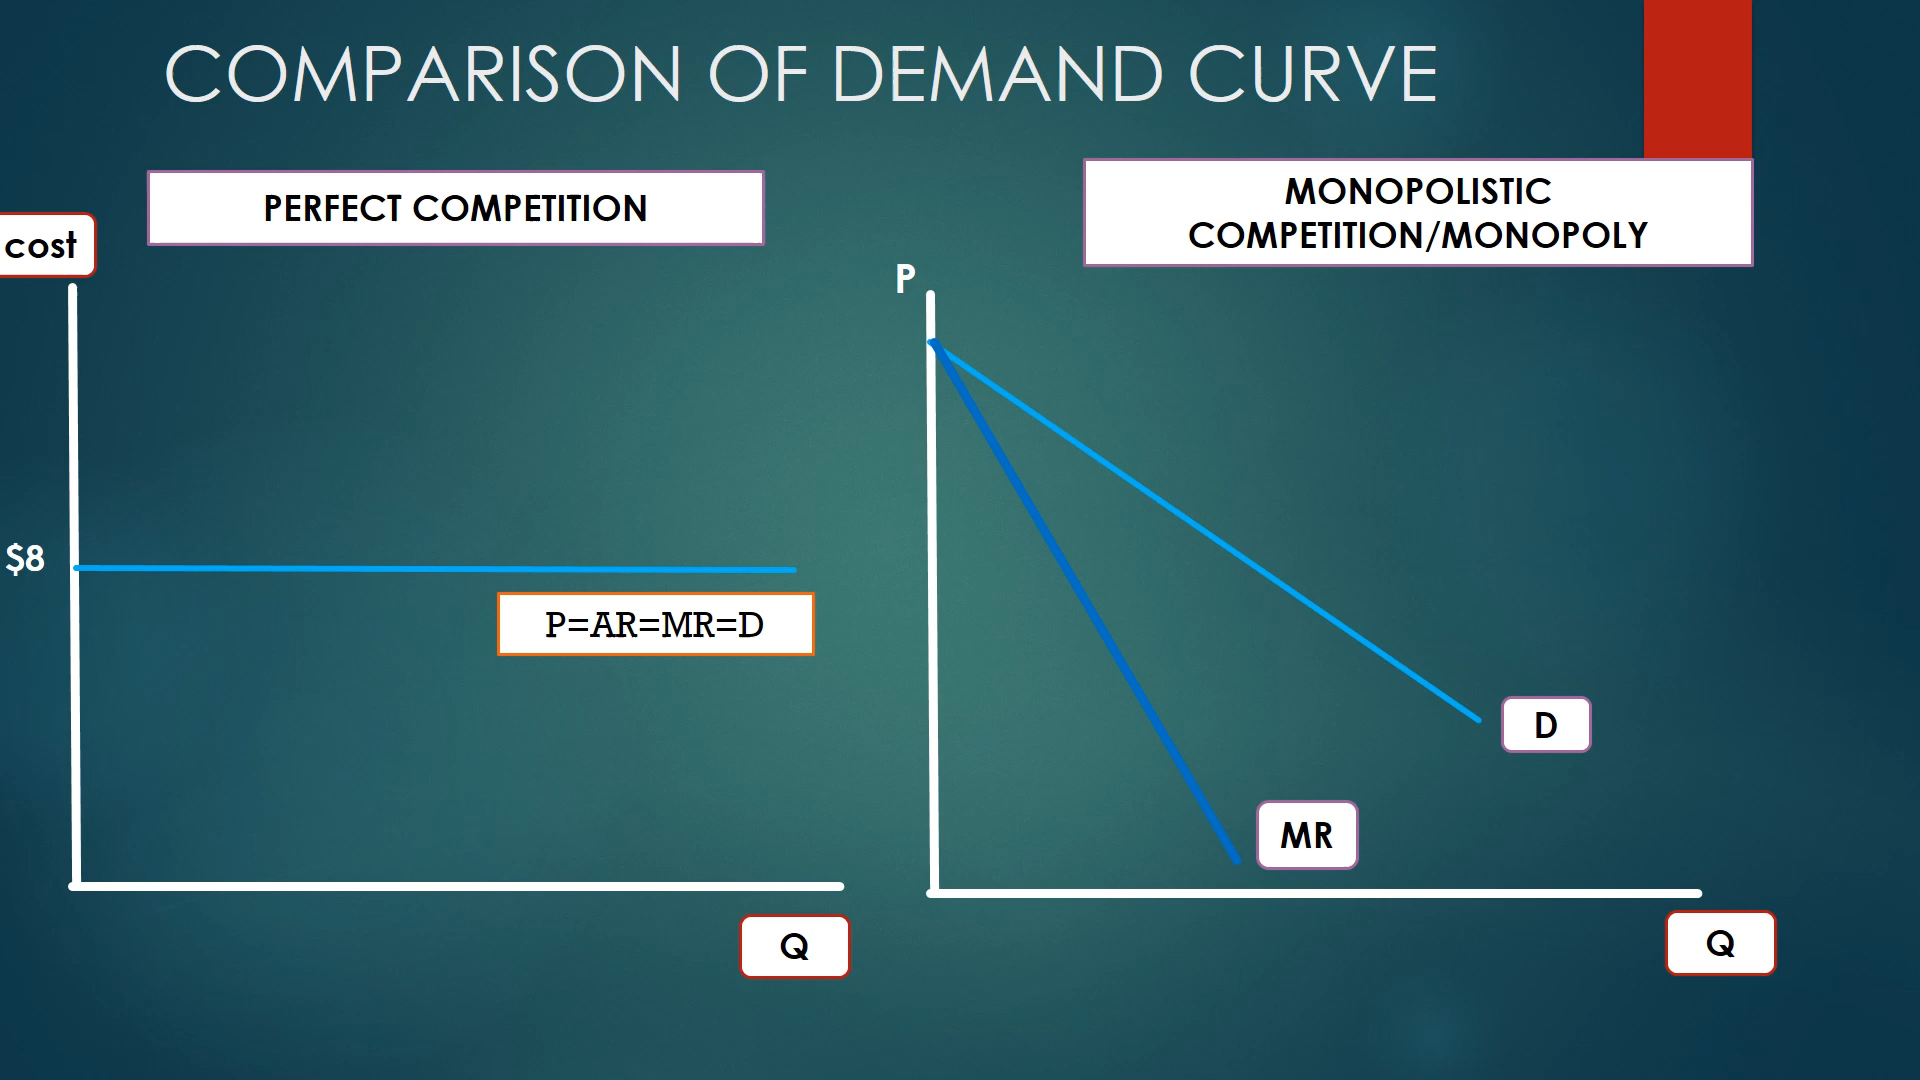 COMPARISON OF DEMAND CURVE
PERFECT COMPETITION
cost
$8
P=AR=MR=D
Q
MONOPOLISTIC
COMPETITION/MONOPOLY
P
D
MR
Q